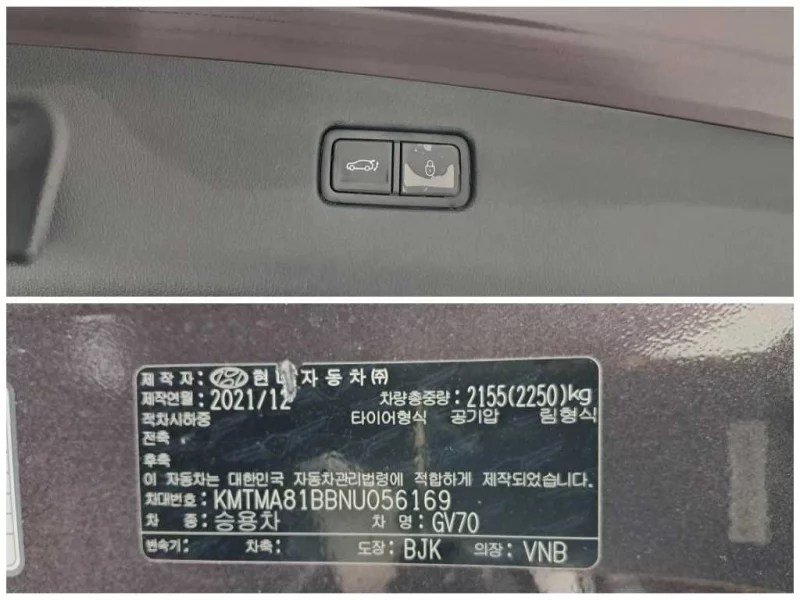 제작자: 현대자동차㈜
제작연월: 2021/12 차량총중량: 2155(2250)kg
적차시하중 타이어형식 공기압 림형식
전축
후축
이 자동차는 대한민국 자동차관리법령에 적합하게 제작되었습니다.
차대번호: KMTMA81BBNU056169
차 종: 승용차 차 명: GV70
변속기: 차축: 도장: BJK 의장: VNB